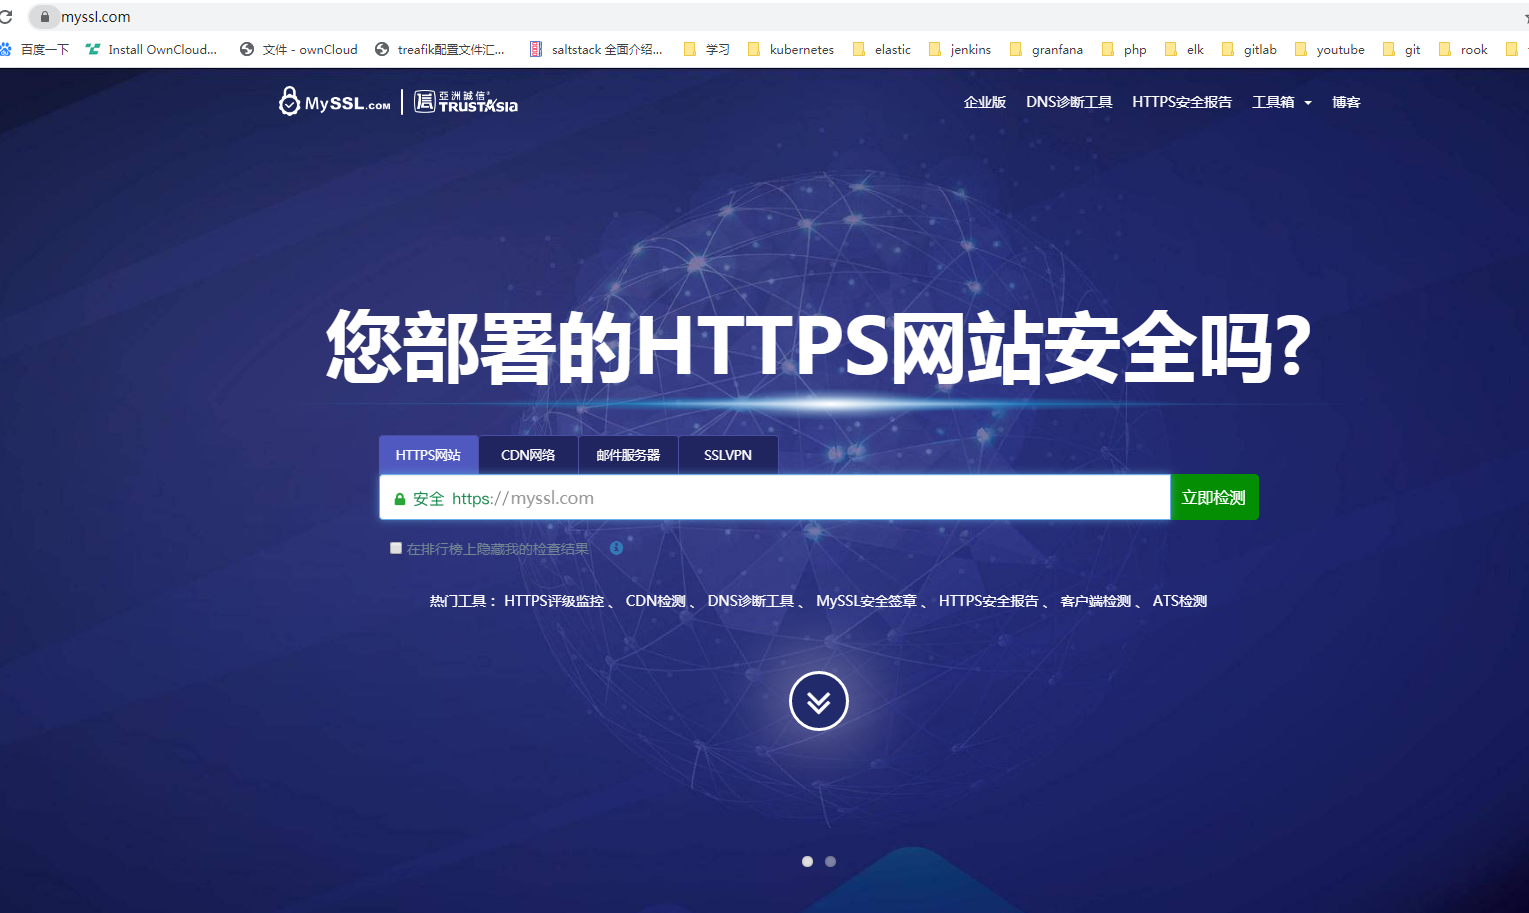 myssl.com
百度一下 Install OwnCloud... 文件 - ownCloud treafik配置文件汇... saltstack 全面介绍... 学习 kubernetes elastic jenkins granfana php elk gitlab youtube git rook
MySSL.com 亞洲誠信® TRUSTAsia 企业版 DNS诊断工具 HTTPS安全报告 工具箱 博客
您部署的HTTPS网站安全吗?
HTTPS网站 CDN网络 邮件服务器 SSLVPN
安全 https://myssl.com 立即检测
在排行榜上隐藏我的检查结果
热门工具： HTTPS评级监控 、 CDN检测 、 DNS诊断工具 、 MySSL安全签章 、 HTTPS安全报告 、 客户端检测 、 ATS检测